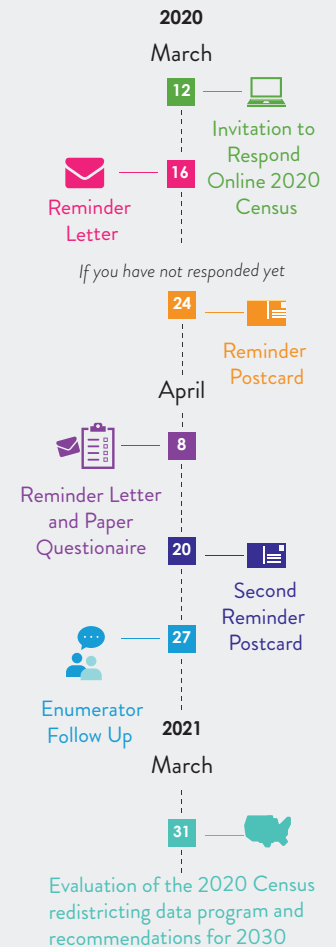 2020
March
12
Invitation to
Respond
Online 2020
Census
16
Reminder
Letter
If you have not responded yet
24
Reminder
Postcard
April
8
Reminder Letter
and Paper
Questionaire
20
Second
Reminder
Postcard
27
Enumerator
Follow Up
2021
March
31
Evaluation of the 2020 Census
redistricting data program and
recommendations for 2030